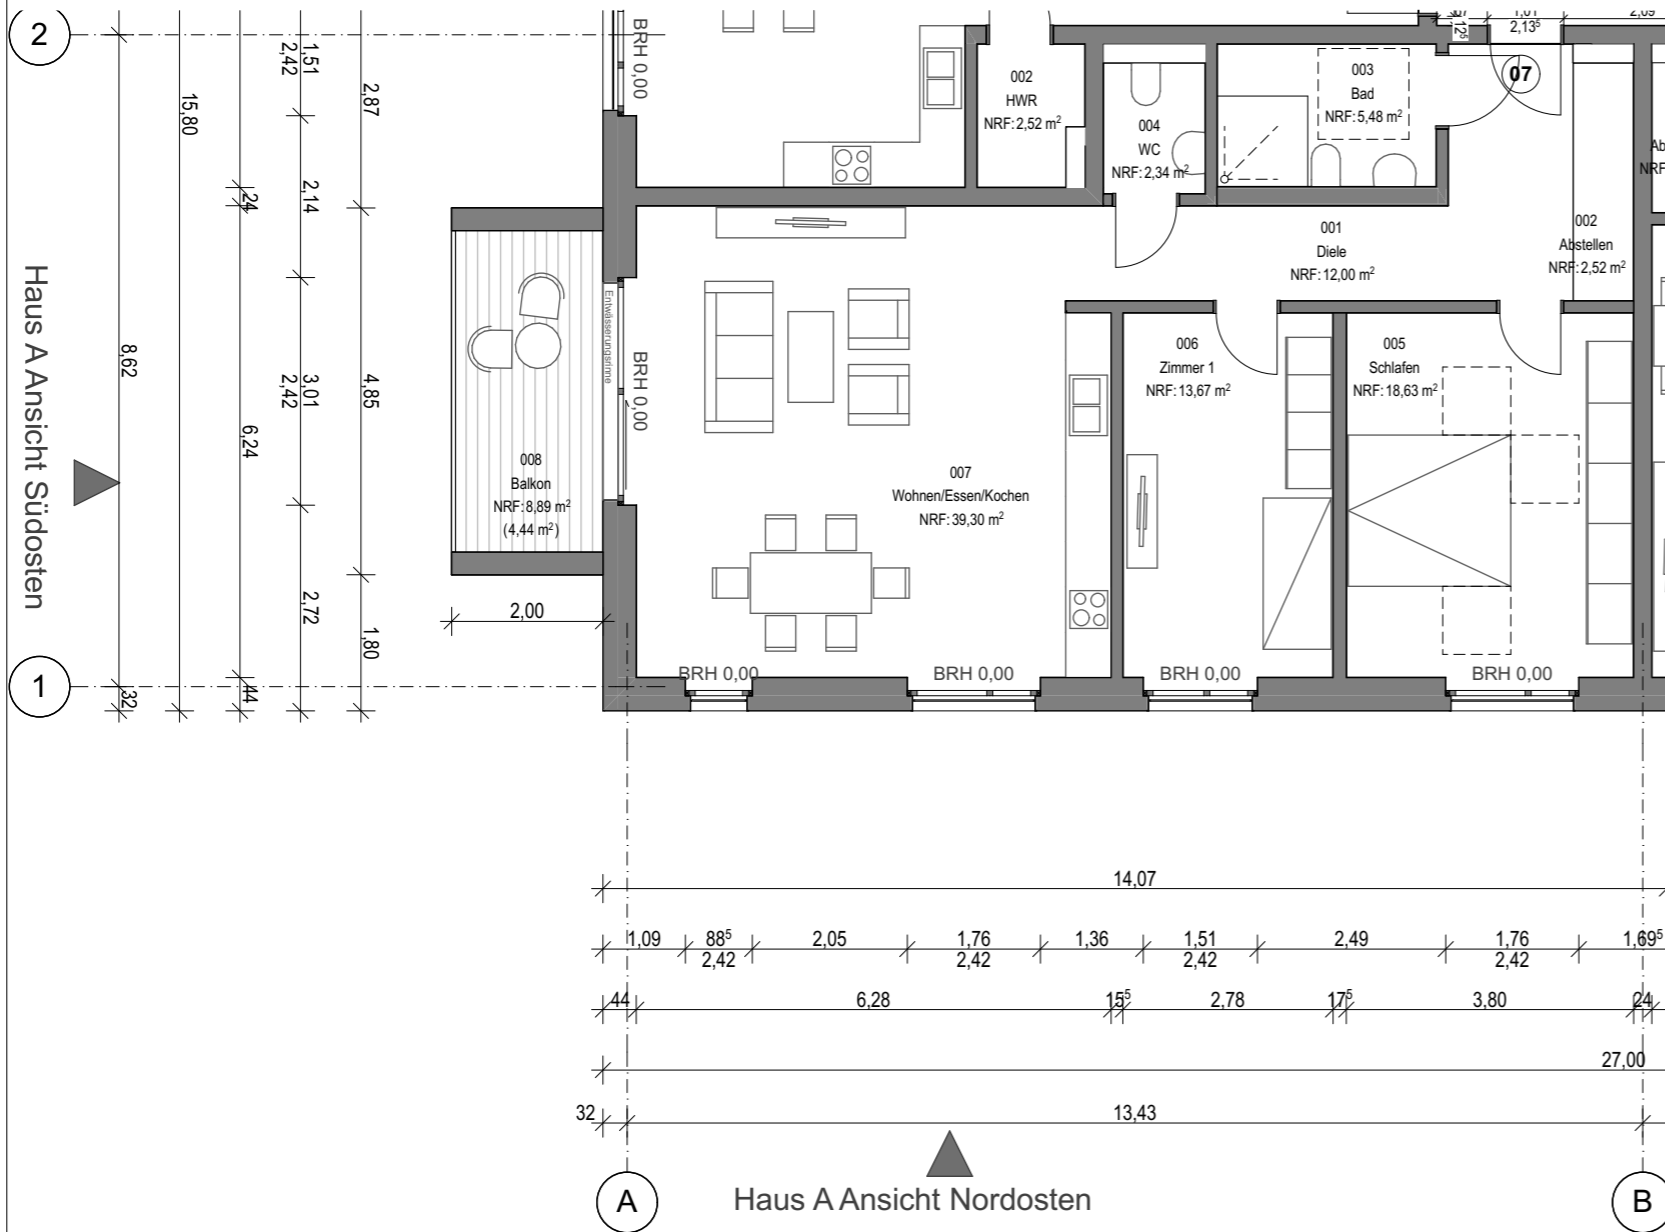 2
15,80
8,62
32
24
6,24
44
1,51
2,42
2,14
3,01
2,42
2,72
2,87
4,85
1,80
Haus A Ansicht Südosten
1
BRH 0,00
002
HWR
NRF: 2,52 m²
004
WC
NRF: 2,34 m²
003
Bad
NRF: 5,48 m²
12⁵
1,01
2,13⁵
2,09
07
Ab
NRF
001
Diele
NRF: 12,00 m²
002
Abstellen
NRF: 2,52 m²
Entwässerungsrinne
BRH 0,00
008
Balkon
NRF: 8,89 m²
(4,44 m²)
2,00
007
Wohnen/Essen/Kochen
NRF: 39,30 m²
006
Zimmer 1
NRF: 13,67 m²
005
Schlafen
NRF: 18,63 m²
BRH 0,00
BRH 0,00
BRH 0,00
BRH 0,00
14,07
1,09 88⁵ 2,05 1,76 1,36 1,51 2,49 1,76 1,69⁵
2,42 2,42 2,42 2,42
44 6,28 15⁵ 2,78 17⁵ 3,80 24
27,00
32 13,43
A
Haus A Ansicht Nordosten
B